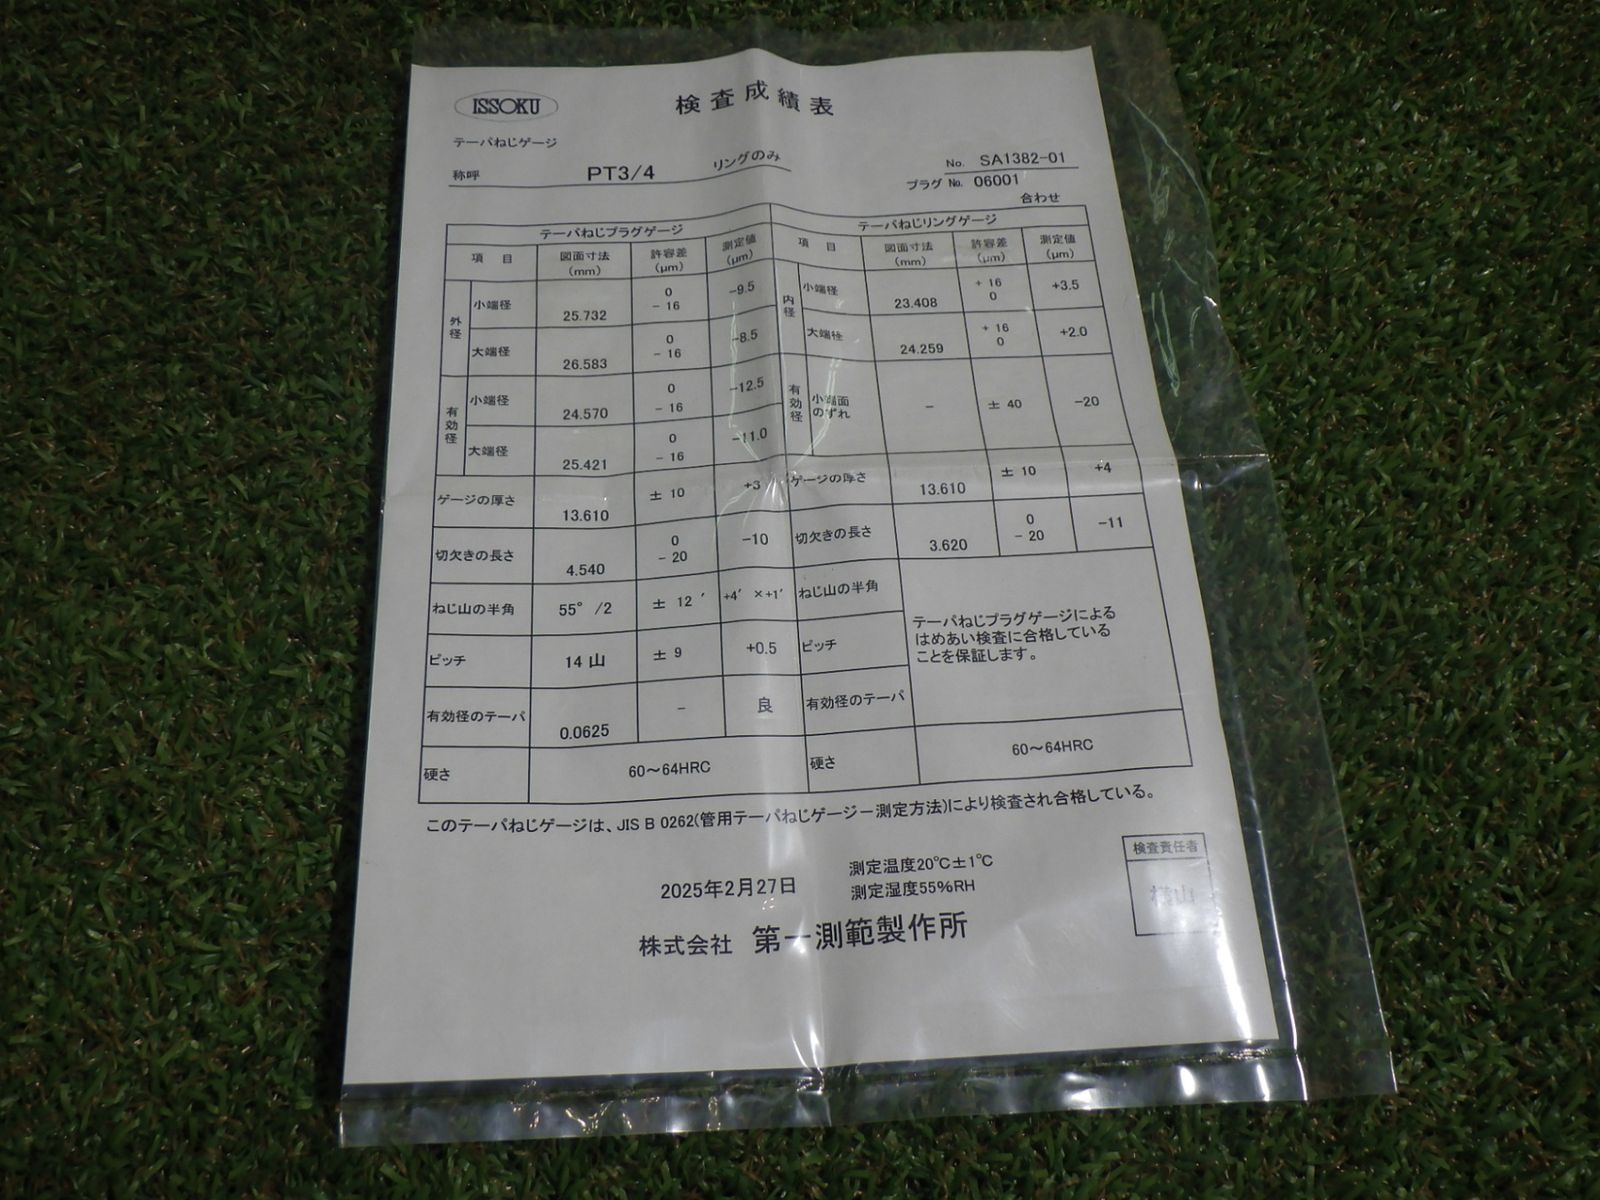 ISSOKU
検査成績表
テーパねじゲージ
称呼 PT3/4 リングのみ
No. SA1382-01
プラグ No. 06001
合わせ
テーパねじプラグゲージ テーパねじリングゲージ
項目 図面寸法(mm) 許容差(μm) 測定値(μm) 項目 図面寸法(mm) 許容差(μm) 測定値(μm)
外径 小端径 25.732 0 -16 -9.5 内径 小端径 23.408 +16 0 +3.5
大端径 26.583 0 -16 -8.5 大端径 24.259 +16 0 +2.0
有効径 小端径 24.570 0 -16 -12.5 有効径 小端面のずれ - ±40 -20
大端径 25.421 0 -16 -11.0
ゲージの厚さ 13.610 ±10 +3 ゲージの厚さ 13.610 ±10 +4
切欠きの長さ 4.540 0 -20 -10 切欠きの長さ 3.620 0 -20 -11
ねじ山の半角 55°/2 ±12′ +4′×+1′ ねじ山の半角
ピッチ 14山 ±9 +0.5 ピッチ
有効径のテーパ 0.0625 - 良 有効径のテーパ
テーパねじプラグゲージによる
はめあい検査に合格している
ことを保証します。
硬さ 60～64HRC 硬さ 60～64HRC
このテーパねじゲージは、JIS B 0262(管用テーパねじゲージー測定方法)により検査され合格している。
2025年2月27日
測定温度20℃±1℃
測定湿度55%RH
検査責任者
横山
株式会社 第一測範製作所